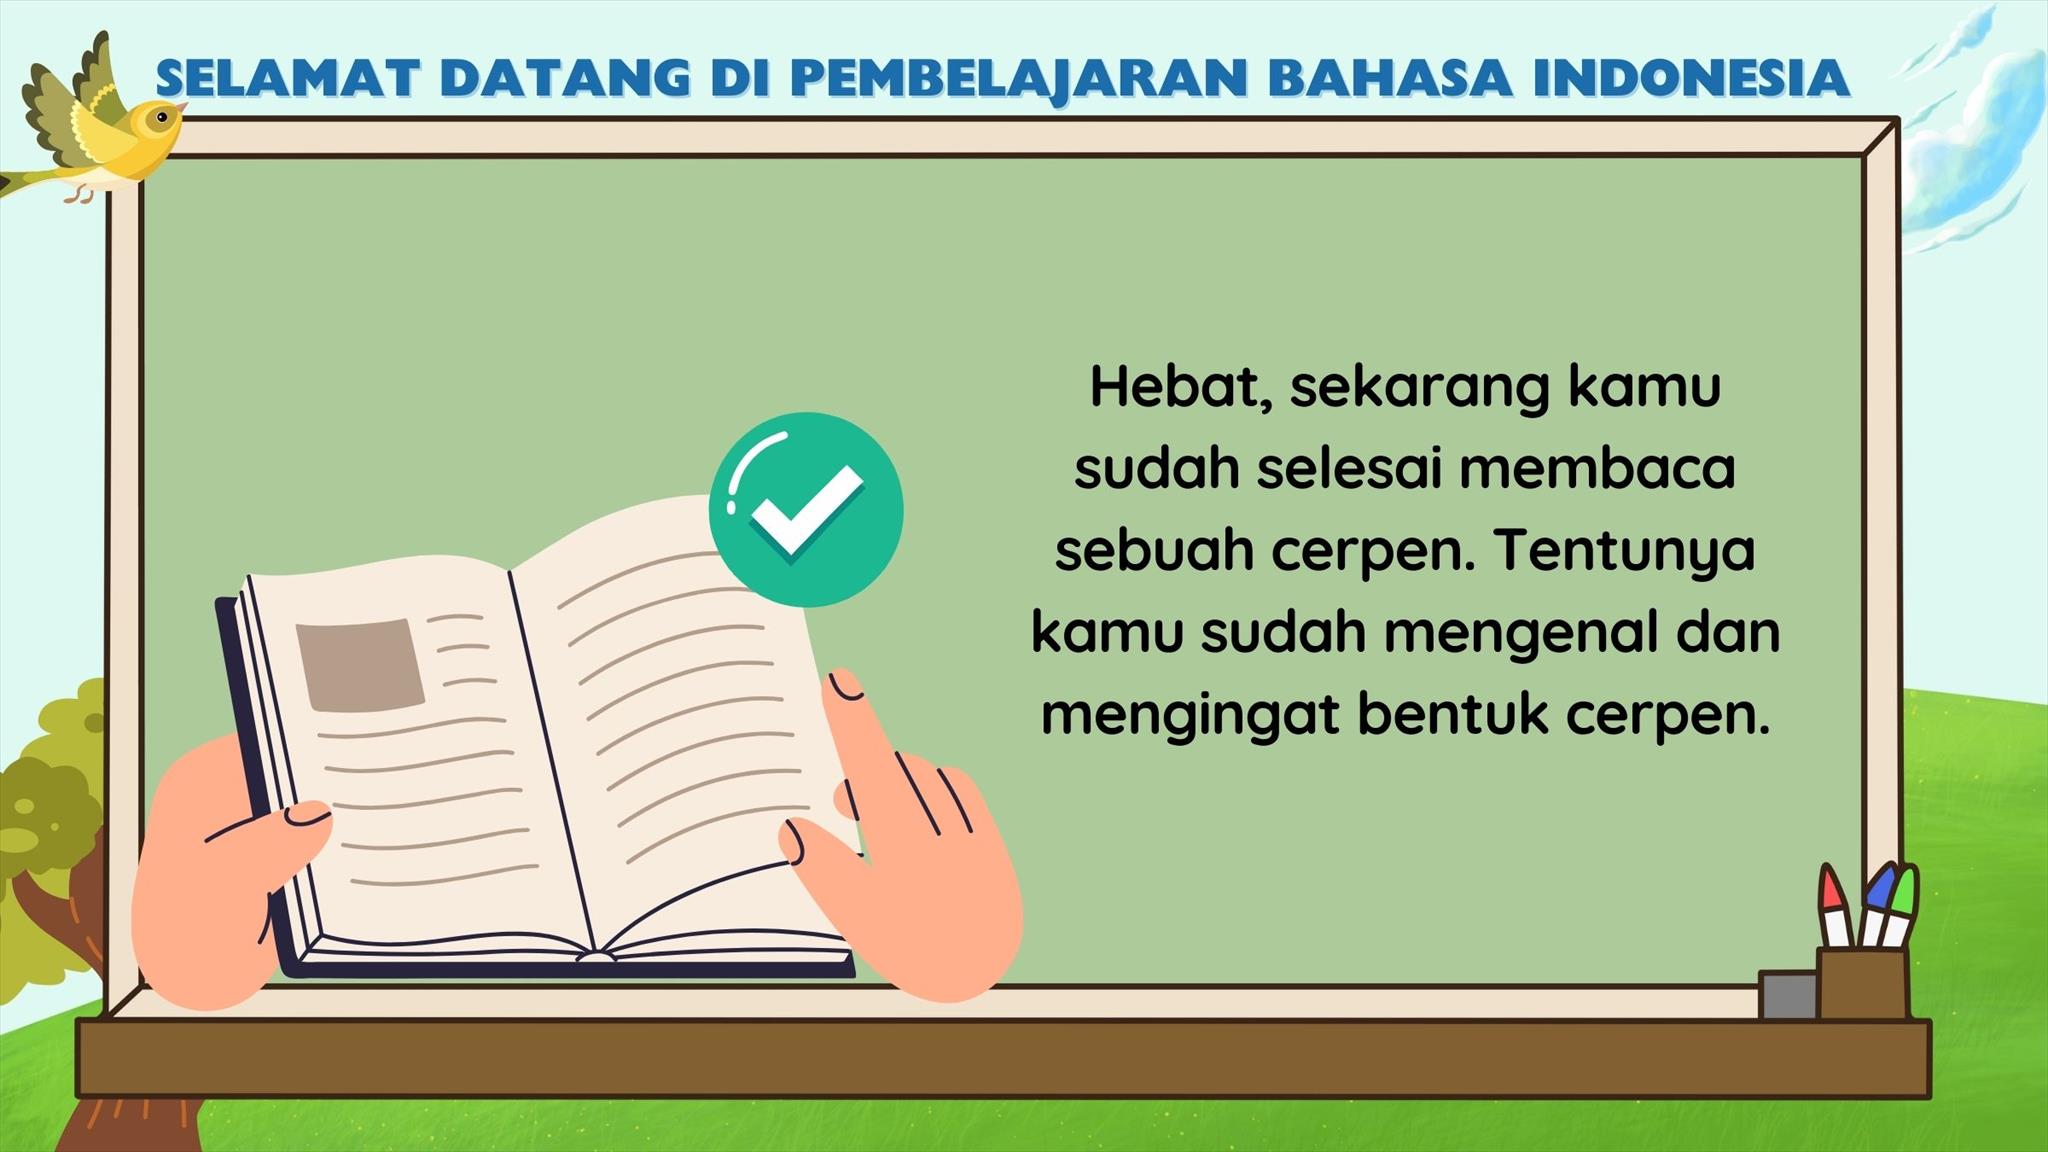 SELAMAT DATANG DI PEMBELAJARAN BAHASA INDONESIA
Hebat, sekarang kamu
sudah selesai membaca
sebuah cerpen. Tentunya
kamu sudah mengenal dan
mengingat bentuk cerpen.